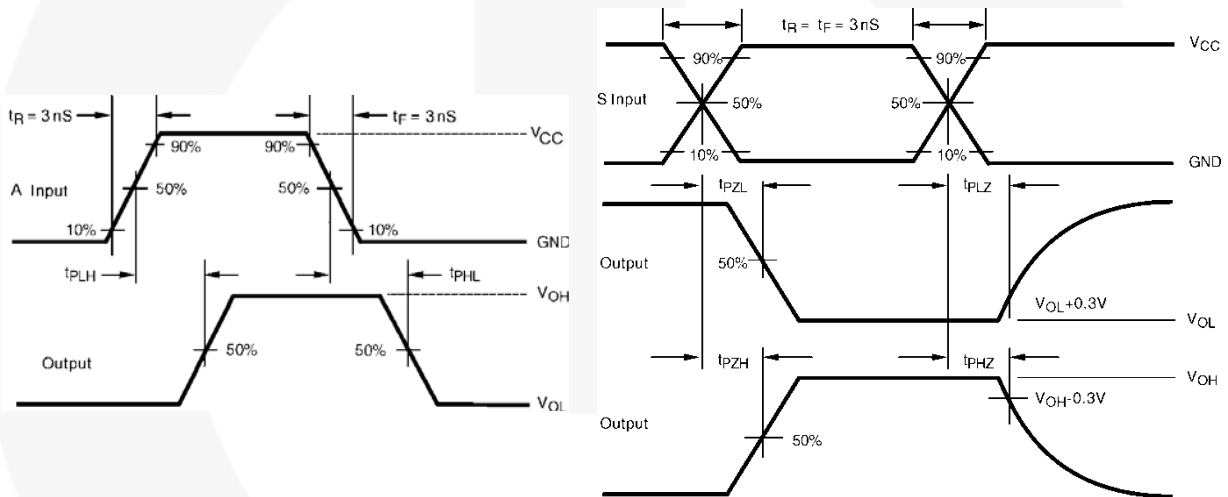 tR = 3 nS
tF = 3 nS
VCC
90%
90%
A Input
50%
50%
10%
10%
GND
tPLH
tPHL
VOH
Output
50%
50%
VOL
tR = tF = 3 nS
VCC
90%
90%
S Input
50%
50%
10%
10%
GND
tPZL
tPLZ
Output
50%
VOL+0.3V
VOL
tPZH
tPHZ
VOH
VOH-0.3V
Output
50%